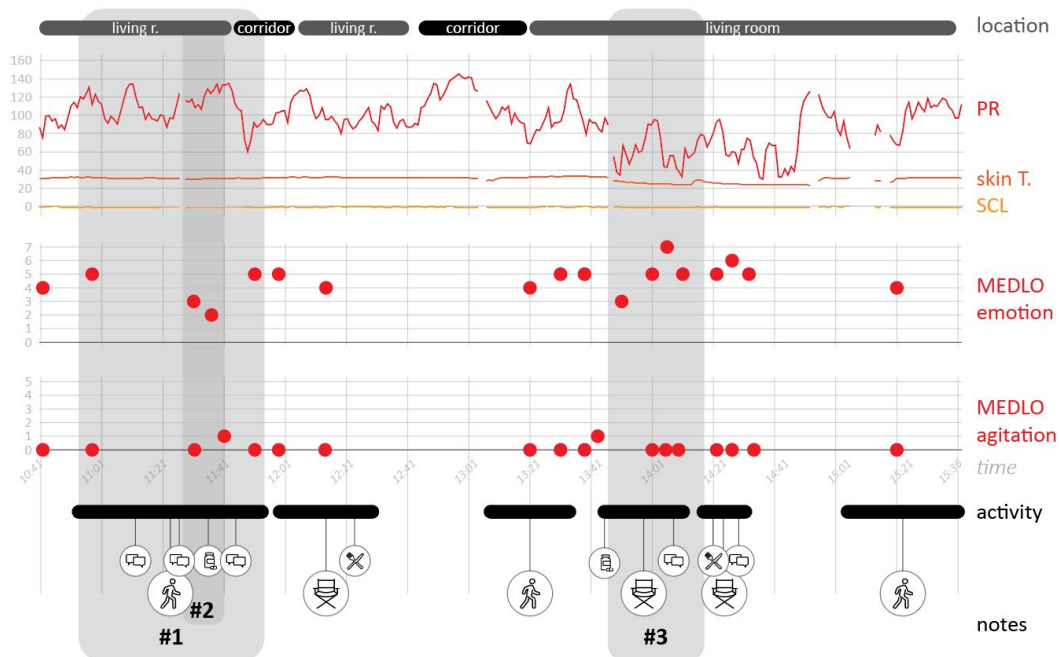 living r. corridor living r. corridor living room location
160
140
120
100
80
60
40
20
0
PR
skin T.
SCL
7
6
5
4
3
2
1
0
MEDLO
emotion
5
4
3
2
1
0
MEDLO
agitation
10:41 11:01 11:21 11:41 12:01 12:21 12:41 13:01 13:21 13:41 14:01 14:21 14:41 15:01 15:21 15:36 time
activity
#2
#1 #3 notes